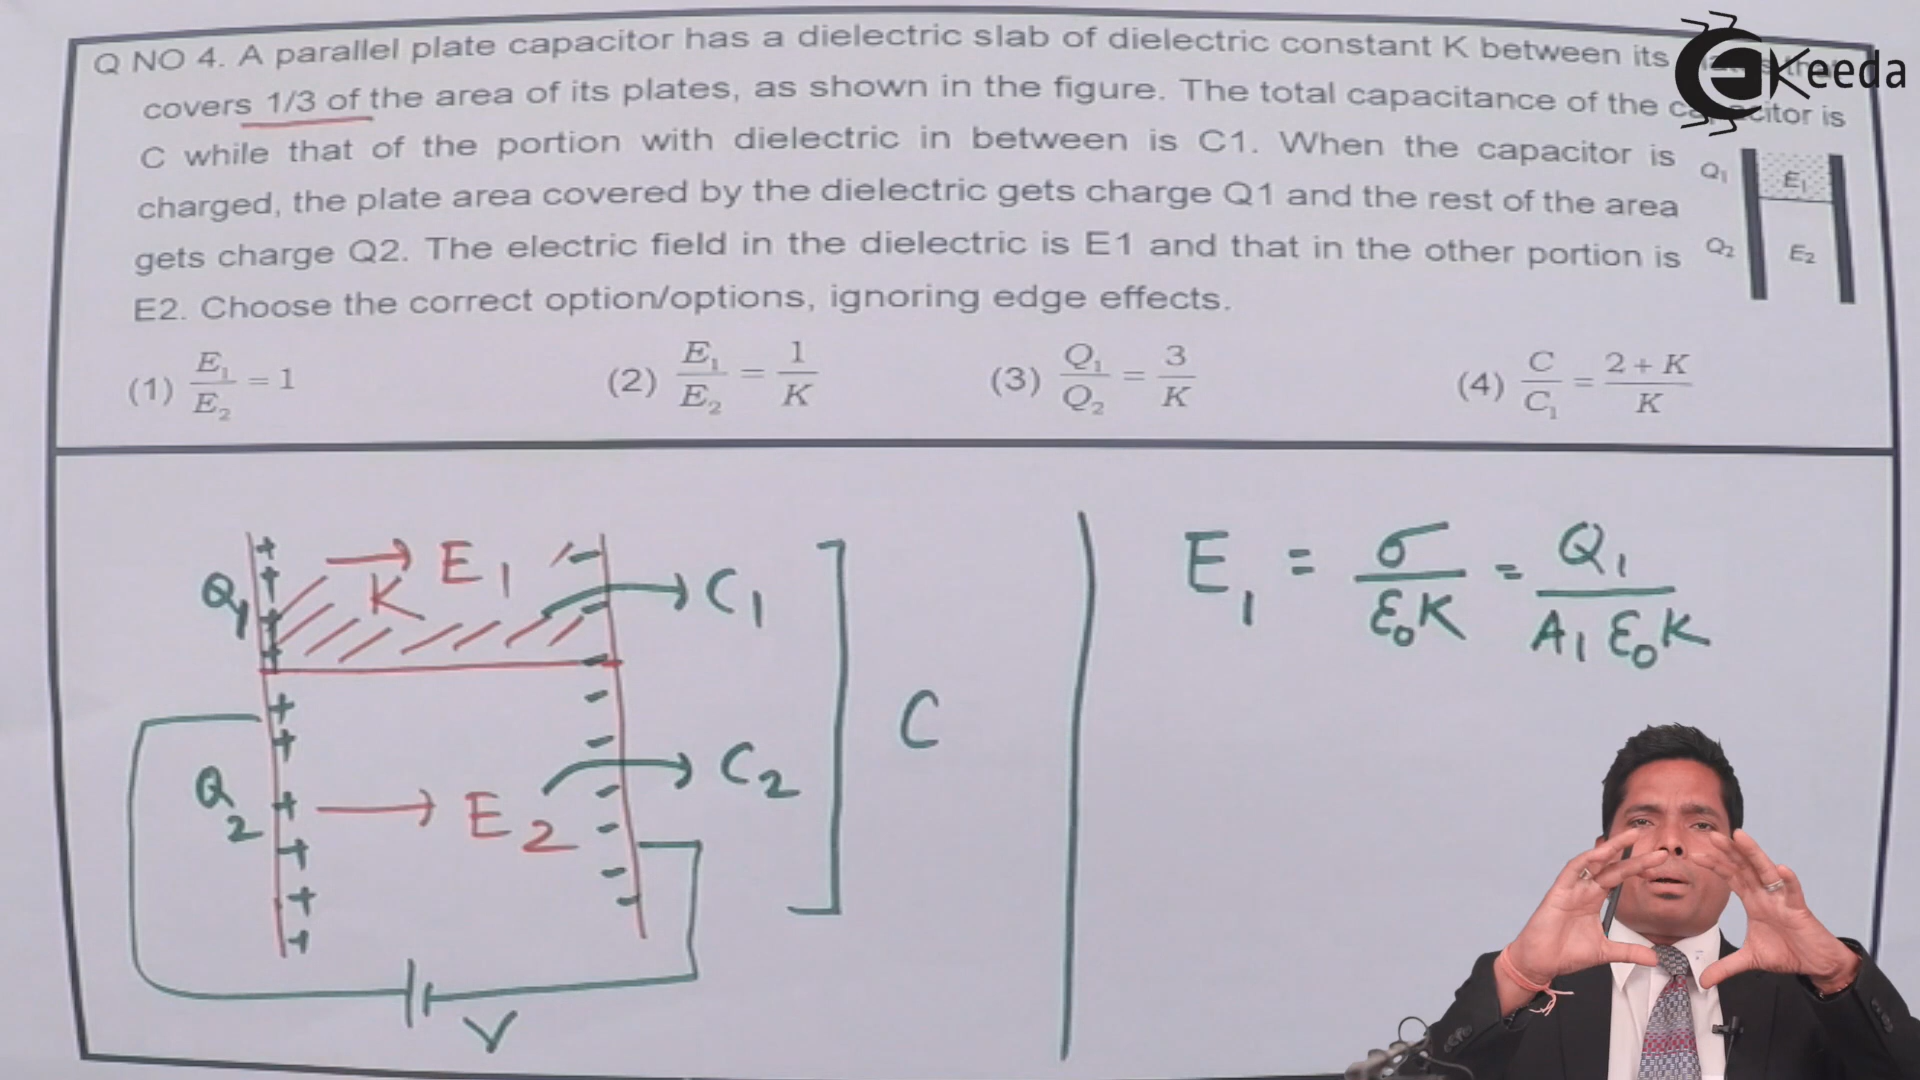 Q NO 4. A parallel plate capacitor has a dielectric slab of dielectric constant K between its
covers 1/3 of the area of its plates, as shown in the figure. The total capacitance of the capacitor is
C while that of the portion with dielectric in between is C1. When the capacitor is
charged, the plate area covered by the dielectric gets charge Q1 and the rest of the area
gets charge Q2. The electric field in the dielectric is E1 and that in the other portion is
E2. Choose the correct option/options, ignoring edge effects.
(1) E₁/E₂ = 1 (2) E₁/E₂ = 1/K (3) Q₁/Q₂ = 3/K (4) C/C₁ = (2 + K)/K
Q₁ E₁
Q₂ E₂
eKeeda
Q₁ K E₁ C₁
Q₂ E₂ C₂
C
V
E₁ = σ/(ε₀K) = Q₁/(A₁ε₀K)